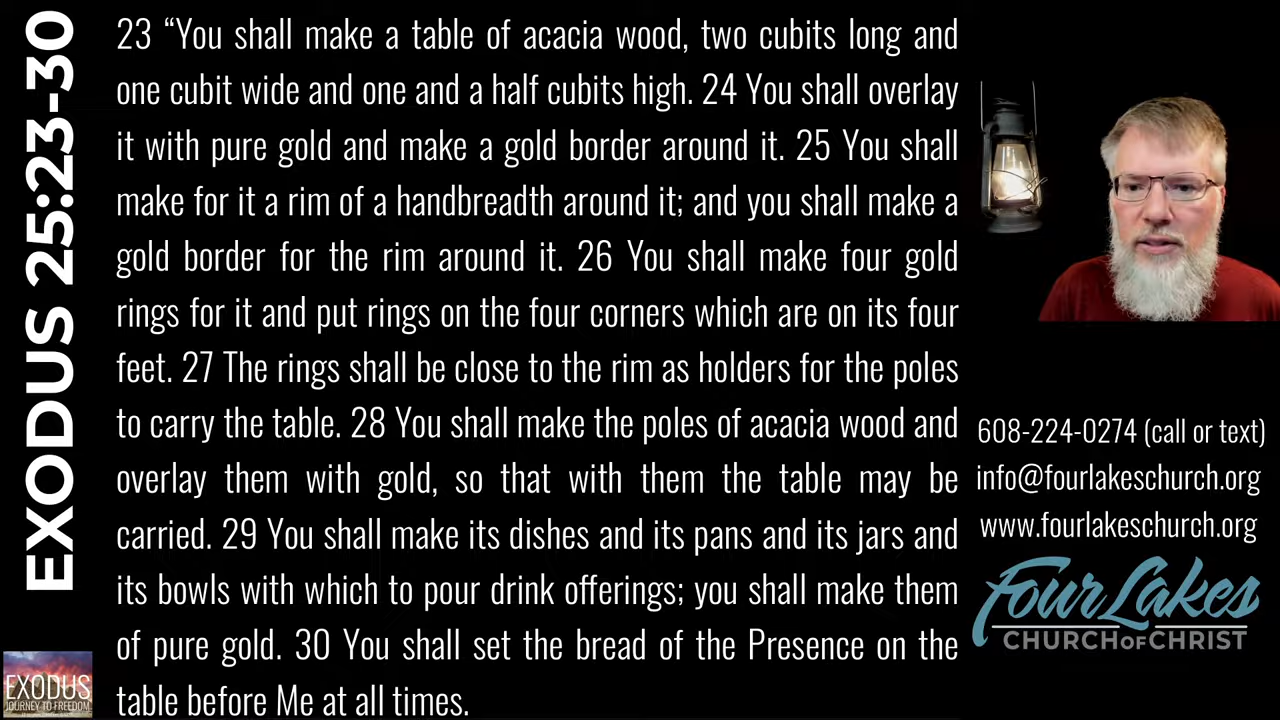 EXODUS 25:23-30
23 “You shall make a table of acacia wood, two cubits long and
one cubit wide and one and a half cubits high. 24 You shall overlay
it with pure gold and make a gold border around it. 25 You shall
make for it a rim of a handbreadth around it; and you shall make a
gold border for the rim around it. 26 You shall make four gold
rings for it and put rings on the four corners which are on its four
feet. 27 The rings shall be close to the rim as holders for the poles
to carry the table. 28 You shall make the poles of acacia wood and
overlay them with gold, so that with them the table may be
carried. 29 You shall make its dishes and its pans and its jars and
its bowls with which to pour drink offerings; you shall make them
of pure gold. 30 You shall set the bread of the Presence on the
table before Me at all times.
608-224-0274 (call or text)
info@fourlakeschurch.org
www.fourlakeschurch.org
Four Lakes
CHURCH OF CHRIST
EXODUS
JOURNEY TO FREEDOM